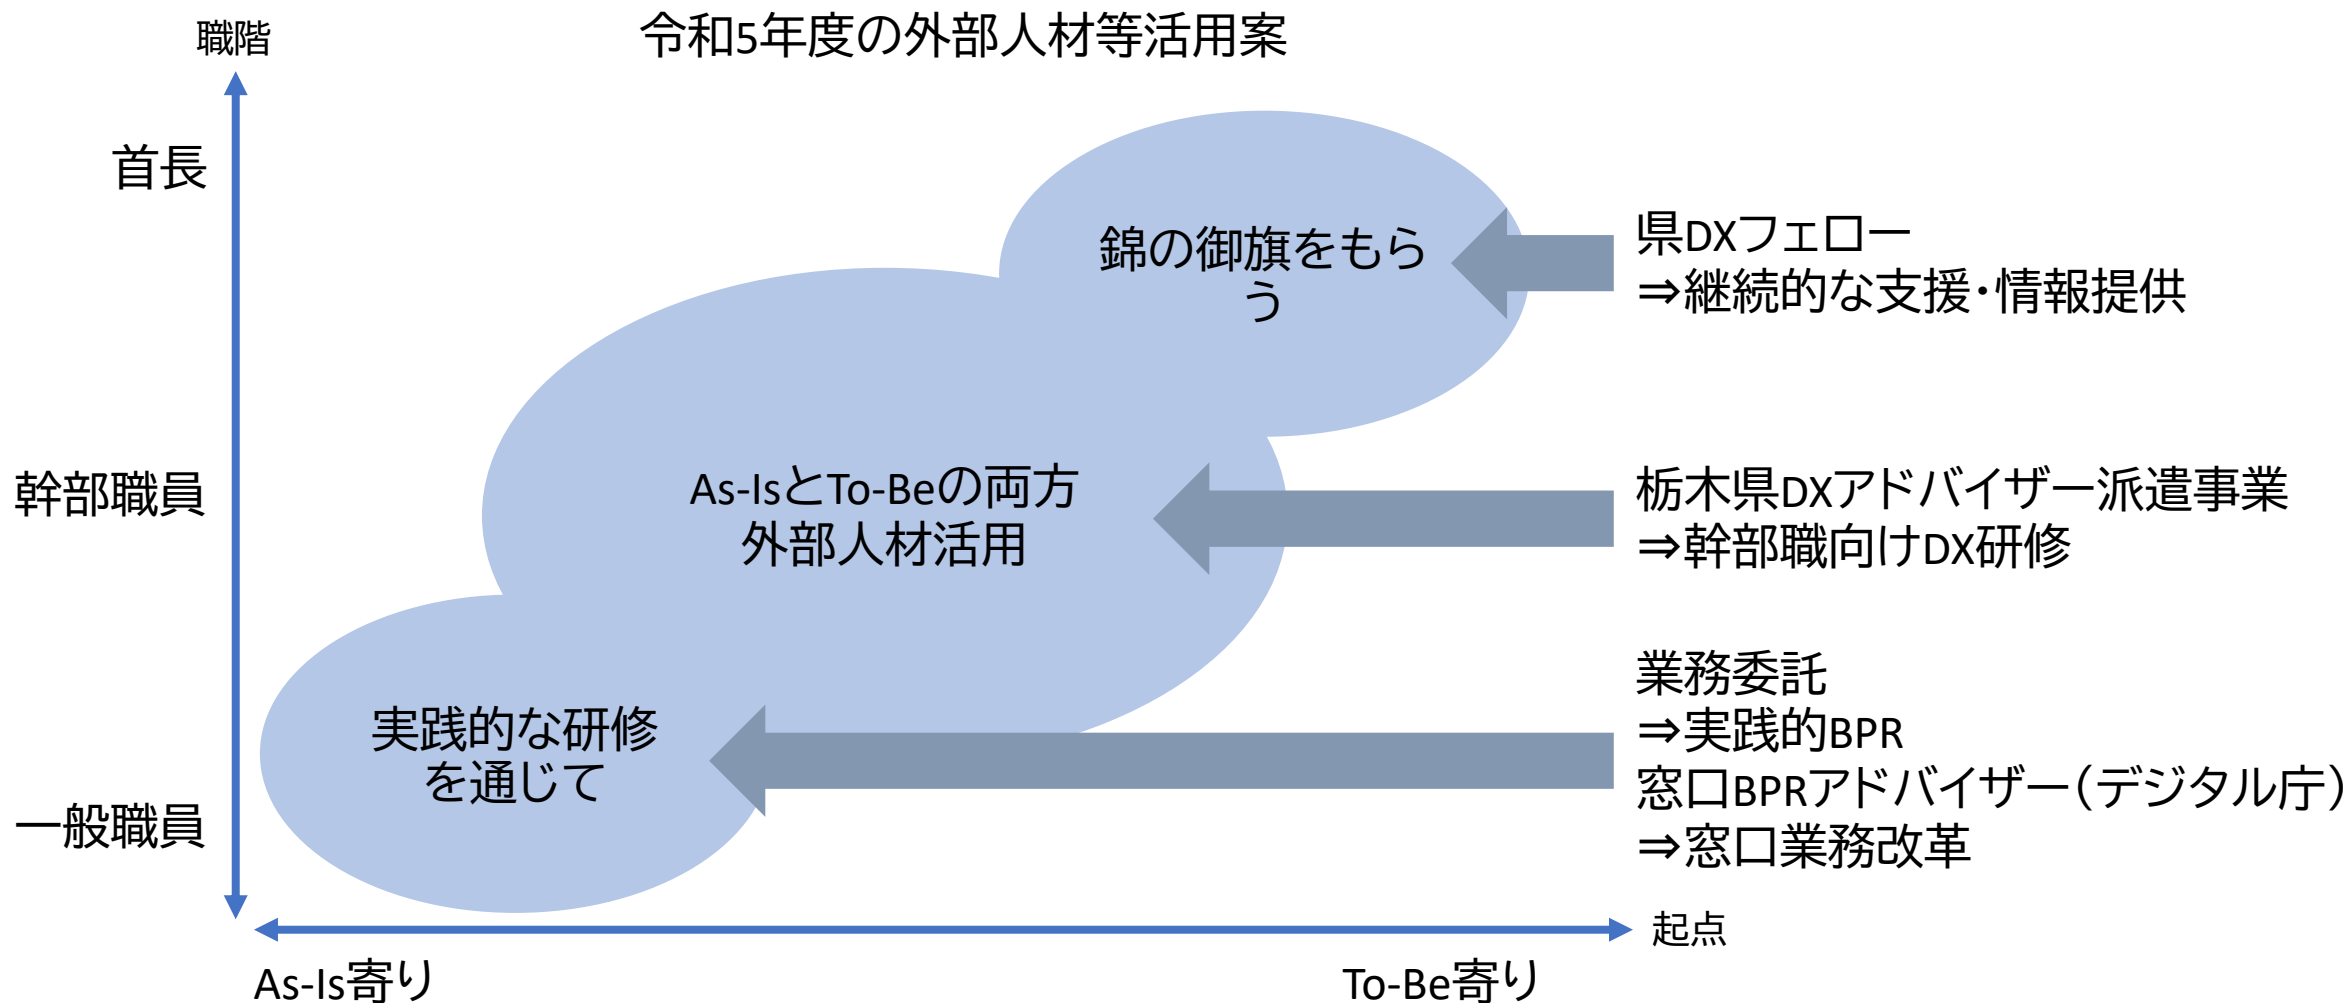 令和5年度の外部人材等活用案
職階
首長
幹部職員
一般職員
錦の御旗をもら
う
As-IsとTo-Beの両方
外部人材活用
実践的な研修
を通じて
県DXフェロー
⇒継続的な支援・情報提供
栃木県DXアドバイザー派遣事業
⇒幹部職向けDX研修
業務委託
⇒実践的BPR
窓口BPRアドバイザー（デジタル庁）
⇒窓口業務改革
起点
As-Is寄り
To-Be寄り